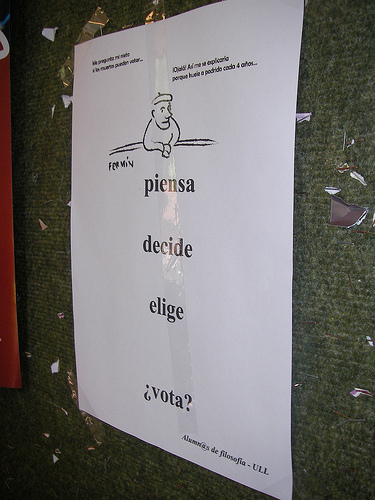 Me pregunta mi nieto
si los muertos pueden votar...
¡Ojalá! Así me se explicaría
porque huele a podrido cada 4 años...
FERMÍN
piensa
decide
elige
¿vota?
Alumn@s de filosofía - ULL